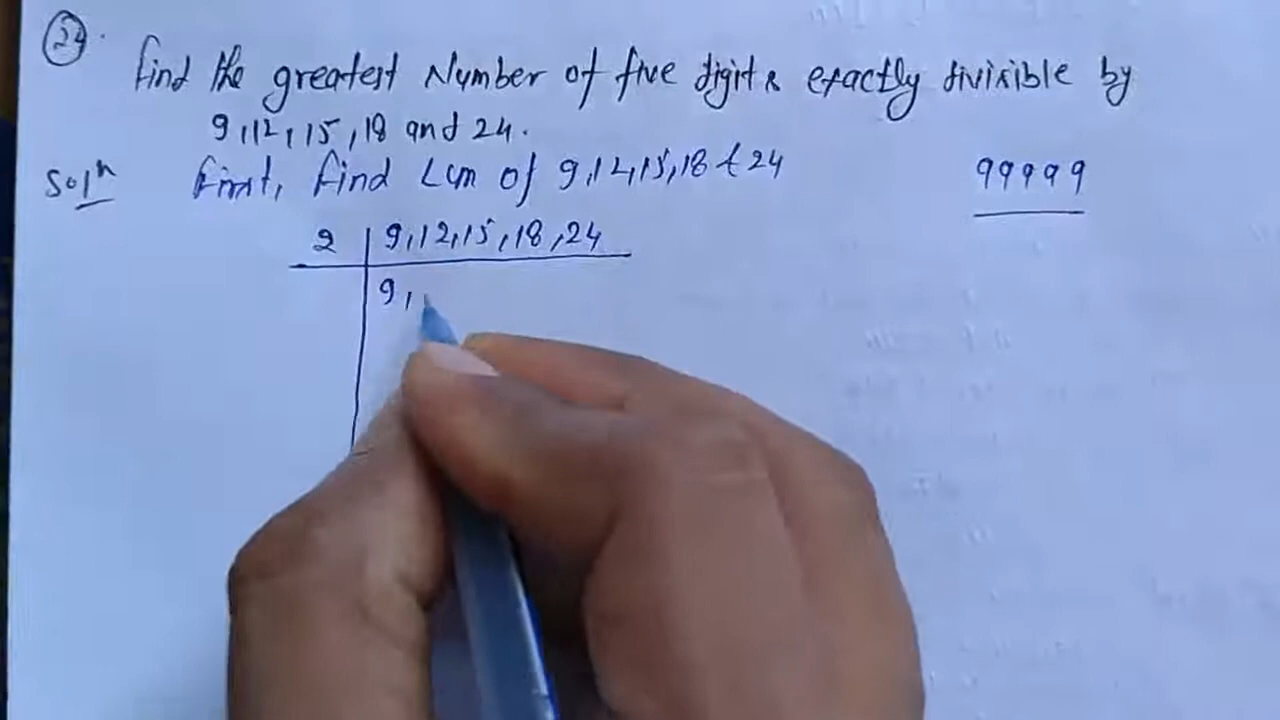 24.
Find the greatest Number of five digits exactly divisible by
9,12,15,18 and 24.
Solⁿ First, find Lcm of 9,12,15,18 & 24 99999
2 9,12,15,18,24
9,